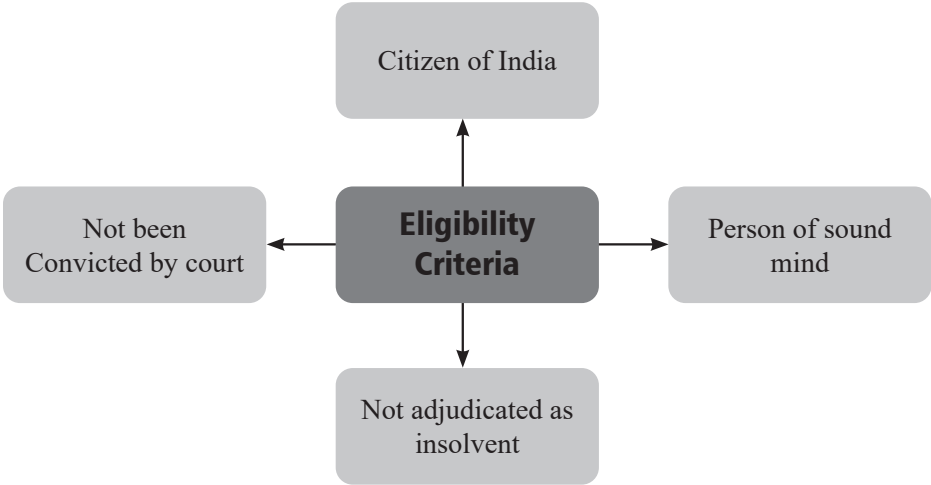 Citizen of India
Not been
Convicted by court
Eligibility
Criteria
Person of sound
mind
Not adjudicated as
insolvent